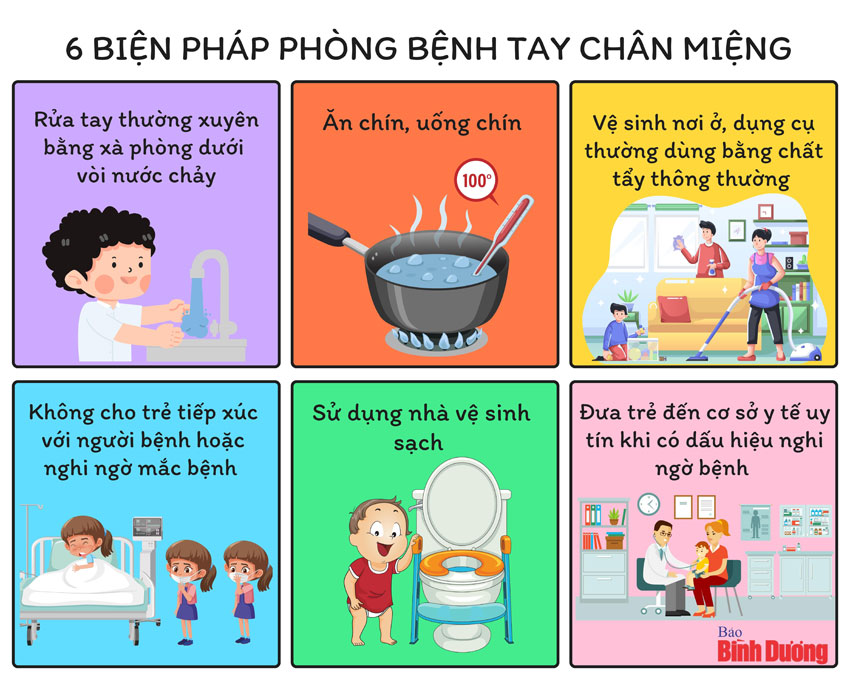 6 BIỆN PHÁP PHÒNG BỆNH TAY CHÂN MIỆNG
Rửa tay thường xuyên
bằng xà phòng dưới
vòi nước chảy
Ăn chín, uống chín
100°
Vệ sinh nơi ở, dụng cụ
thường dùng bằng chất
tẩy thông thường
Không cho trẻ tiếp xúc
với người bệnh hoặc
nghi ngờ mắc bệnh
Sử dụng nhà vệ sinh
sạch
Đưa trẻ đến cơ sở y tế uy
tín khi có dấu hiệu nghi
ngờ bệnh
Báo
Bình Dương